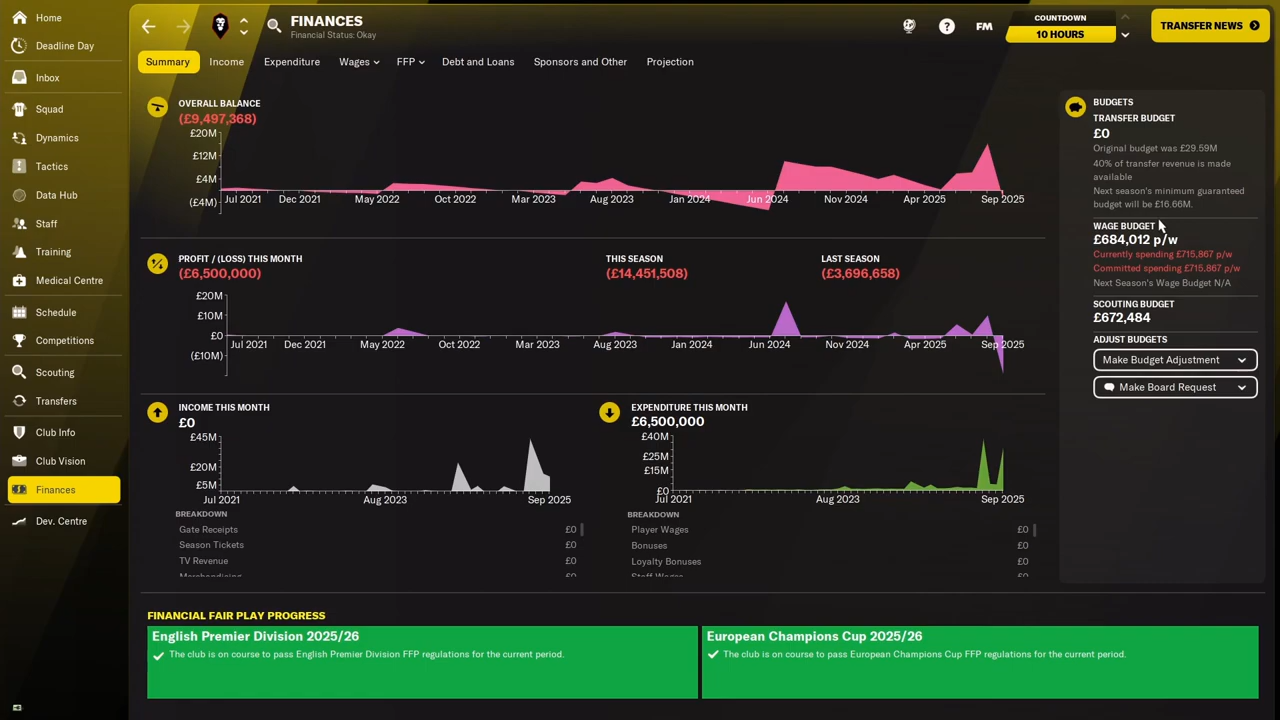 Home
Deadline Day
Inbox
Squad
Dynamics
Tactics
Data Hub
Staff
Training
Medical Centre
Schedule
Competitions
Scouting
Transfers
Club Info
Club Vision
Finances
Dev. Centre
FINANCES
Financial Status: Okay
?
FM
COUNTDOWN
10 HOURS
TRANSFER NEWS
Summary
Income
Expenditure
Wages
FFP
Debt and Loans
Sponsors and Other
Projection
OVERALL BALANCE
(£9,497,368)
£20M
£12M
£4M
(£4M)
Jul 2021 Dec 2021 May 2022 Oct 2022 Mar 2023 Aug 2023 Jan 2024 Jun 2024 Nov 2024 Apr 2025 Sep 2025
PROFIT / (LOSS) THIS MONTH
(£6,500,000)
THIS SEASON
(£14,451,508)
LAST SEASON
(£3,696,658)
£20M
£10M
£0
(£10M)
Jul 2021 Dec 2021 May 2022 Oct 2022 Mar 2023 Aug 2023 Jan 2024 Jun 2024 Nov 2024 Apr 2025 Sep 2025
INCOME THIS MONTH
£0
£45M
£20M
£5M
Jul 2021 Aug 2023 Sep 2025
BREAKDOWN
Gate Receipts £0
Season Tickets £0
TV Revenue £0
Merchandising £0
EXPENDITURE THIS MONTH
£6,500,000
£40M
£25M
£15M
£0
Jul 2021 Aug 2023 Sep 2025
BREAKDOWN
Player Wages £0
Bonuses £0
Loyalty Bonuses £0
Staff Wages £0
BUDGETS
TRANSFER BUDGET
£0
Original budget was £29.59M
40% of transfer revenue is made
available
Next season's minimum guaranteed
budget will be £16.66M.
WAGE BUDGET
£684,012 p/w
Currently spending £715,867 p/w
Committed spending £715,867 p/w
Next Season's Wage Budget N/A
SCOUTING BUDGET
£672,484
ADJUST BUDGETS
Make Budget Adjustment
Make Board Request
FINANCIAL FAIR PLAY PROGRESS
English Premier Division 2025/26
The club is on course to pass English Premier Division FFP regulations for the current period.
European Champions Cup 2025/26
The club is on course to pass European Champions Cup FFP regulations for the current period.